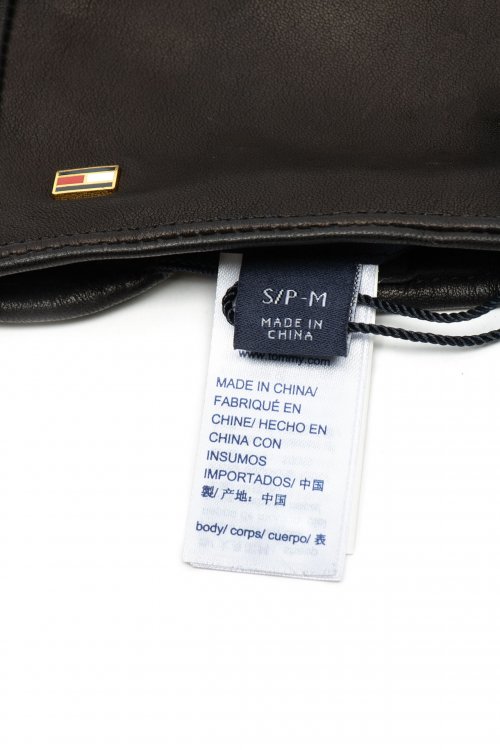 S/P-M
MADE IN
CHINA
www.tommy.com
MADE IN CHINA/
FABRIQUÉ EN
CHINE/ HECHO EN
CHINA CON
INSUMOS
IMPORTADOS/ 中国
製/ 产地: 中国
body/ corps/ cuerpo/ 表